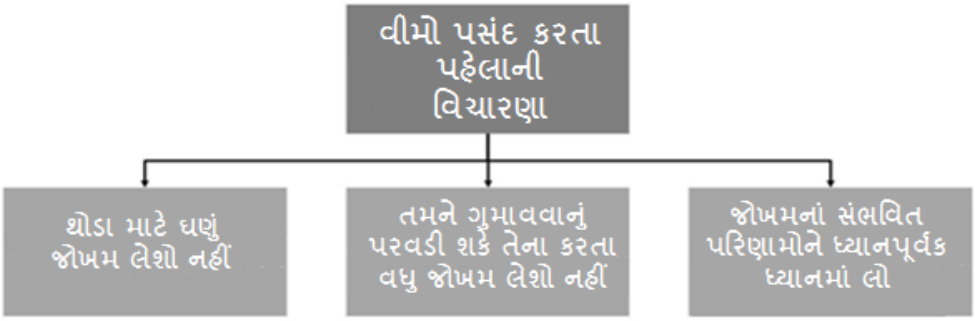 વીમો પસંદ કરતા
પહેલાની
વિચારણા
થોડા માટે ઘણું
જોખમ લેશો નહીં
તમને ગુમાવવાનું
પરવડી શકે તેના કરતા
વધુ જોખમ લેશો નહીં
જોખમનાં સંભવિત
પરિણામોને ધ્યાનપૂર્વક
ધ્યાનમાં લો